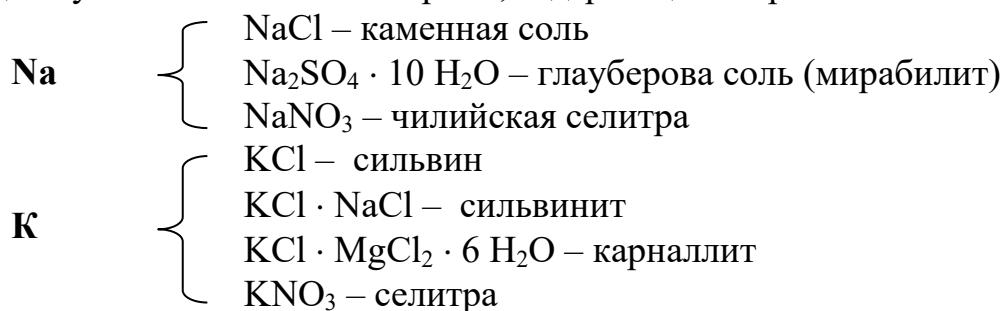 NaCl – каменная соль
Na Na₂SO₄ · 10 H₂O – глауберова соль (мирабилит)
NaNO₃ – чилийская селитра
KCl – сильвин
KCl · NaCl – сильвинит
К
KCl · MgCl₂ · 6 H₂O – карналлит
KNO₃ – селитра